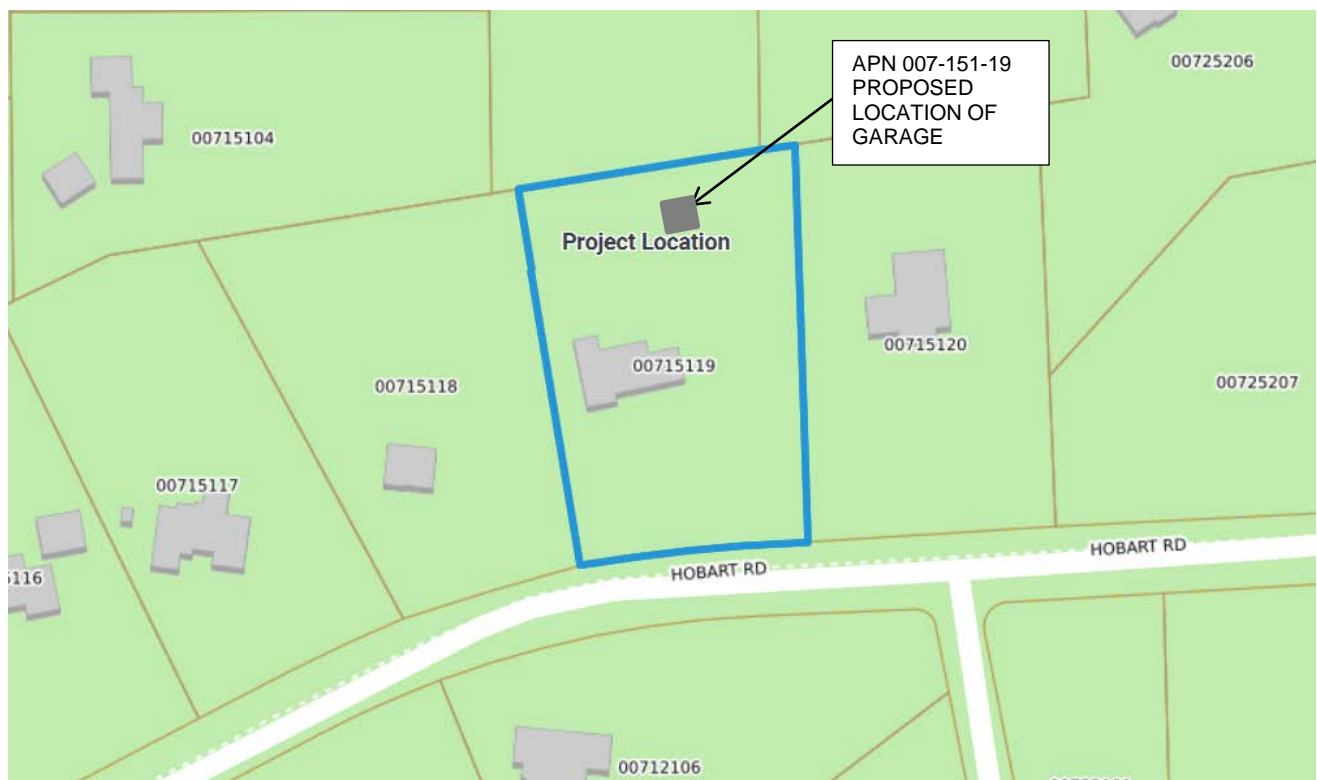 APN 007-151-19
PROPOSED
LOCATION OF
GARAGE
00725206
00715104
Project Location
00715120
00715119
00725207
00715118
00715117
HOBART RD
HOBART RD
5116
00712106